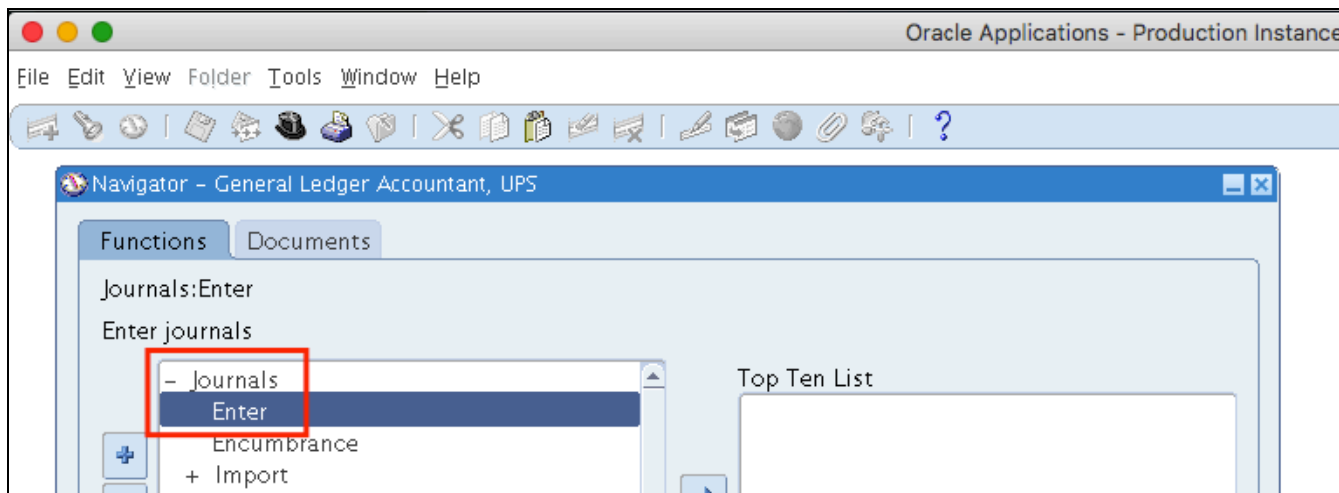 Oracle Applications - Production Instance
File Edit View Folder Tools Window Help
?
Navigator – General Ledger Accountant, UPS
Functions Documents
Journals:Enter
Enter journals
– Journals
Enter
Encumbrance
+ Import
Top Ten List